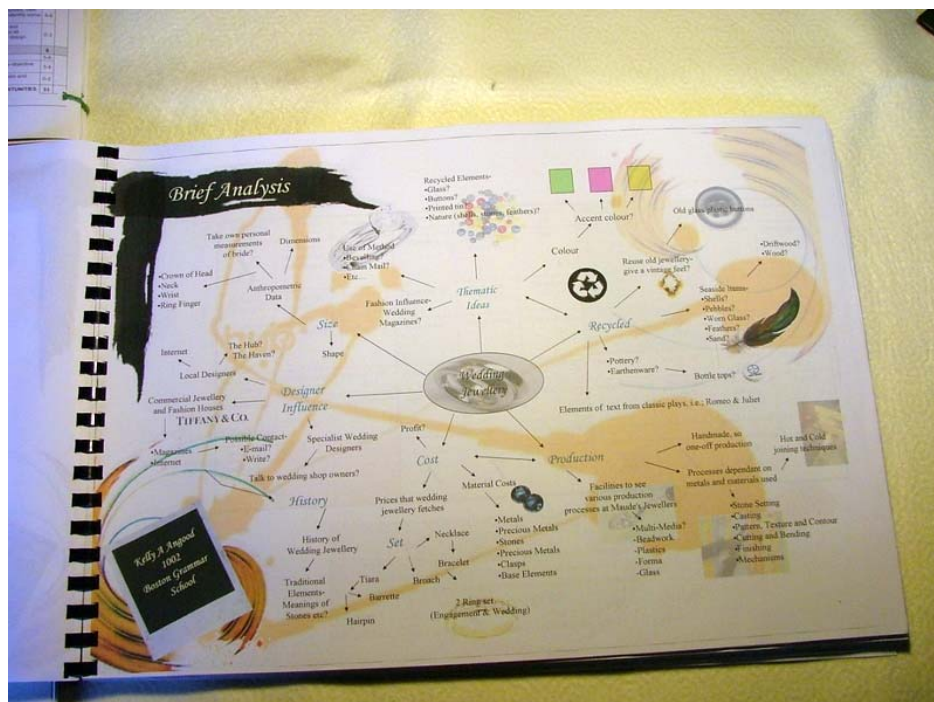 Brief Analysis
Recycled Elements-
•Glass?
•Buttons?
•Printed tin?
•Nature (shells, stones, feathers)?
Accent colour?
Old glass/plastic buttons
Take own personal
measurements
of bride?
Dimensions
•Crown of Head
•Neck
•Wrist
•Ring Finger
Anthropometric
Data
Use of Method
•Bevelling?
•Chain Mail?
•Etc...
Colour
Reuse old jewellery-
give a vintage feel?
•Driftwood?
•Wood?
Seaside items-
•Shells?
•Pebbles?
•Worn Glass?
•Feathers?
•Sand?
Fashion Influence-
Wedding
Magazines?
Thematic
Ideas
Size
Shape
Recycled
•Pottery?
•Earthenware?
Bottle tops?
Elements of text from classic plays, i.e.; Romeo & Juliet
Wedding
Jewellery
Internet
The Hub?
The Haven?
Local Designers
Designer
Influence
Commercial Jewellery
and Fashion Houses
TIFFANY & CO.
•Magazines
•Internet
Possible Contact-
•E-mail?
•Write?
Specialist Wedding
Designers
Talk to wedding shop owners?
Profit?
Cost
Production
Handmade, so
one-off production
Hot and Cold
joining techniques
Processes dependant on
metals and materials used
•Stone Setting
•Casting
•Pattern, Texture and Contour
•Cutting and Bending
•Finishing
•Mechanisms
Facilities to see
various production
processes at Maude's Jewellers
•Multi-Media?
-Beadwork
-Plastics
-Forma
-Glass
Material Costs
•Metals
•Precious Metals
•Stones
•Precious Metals
•Clasps
•Base Elements
Prices that wedding
jewellery fetches
History
History of
Wedding Jewellery
Traditional
Elements-
Meanings of
Stones etc?
Set
Necklace
Bracelet
Broach
Tiara
Barrette
Hairpin
2 Ring set
(Engagement & Wedding)
Kelly A Angood
1002
Boston Grammar
School